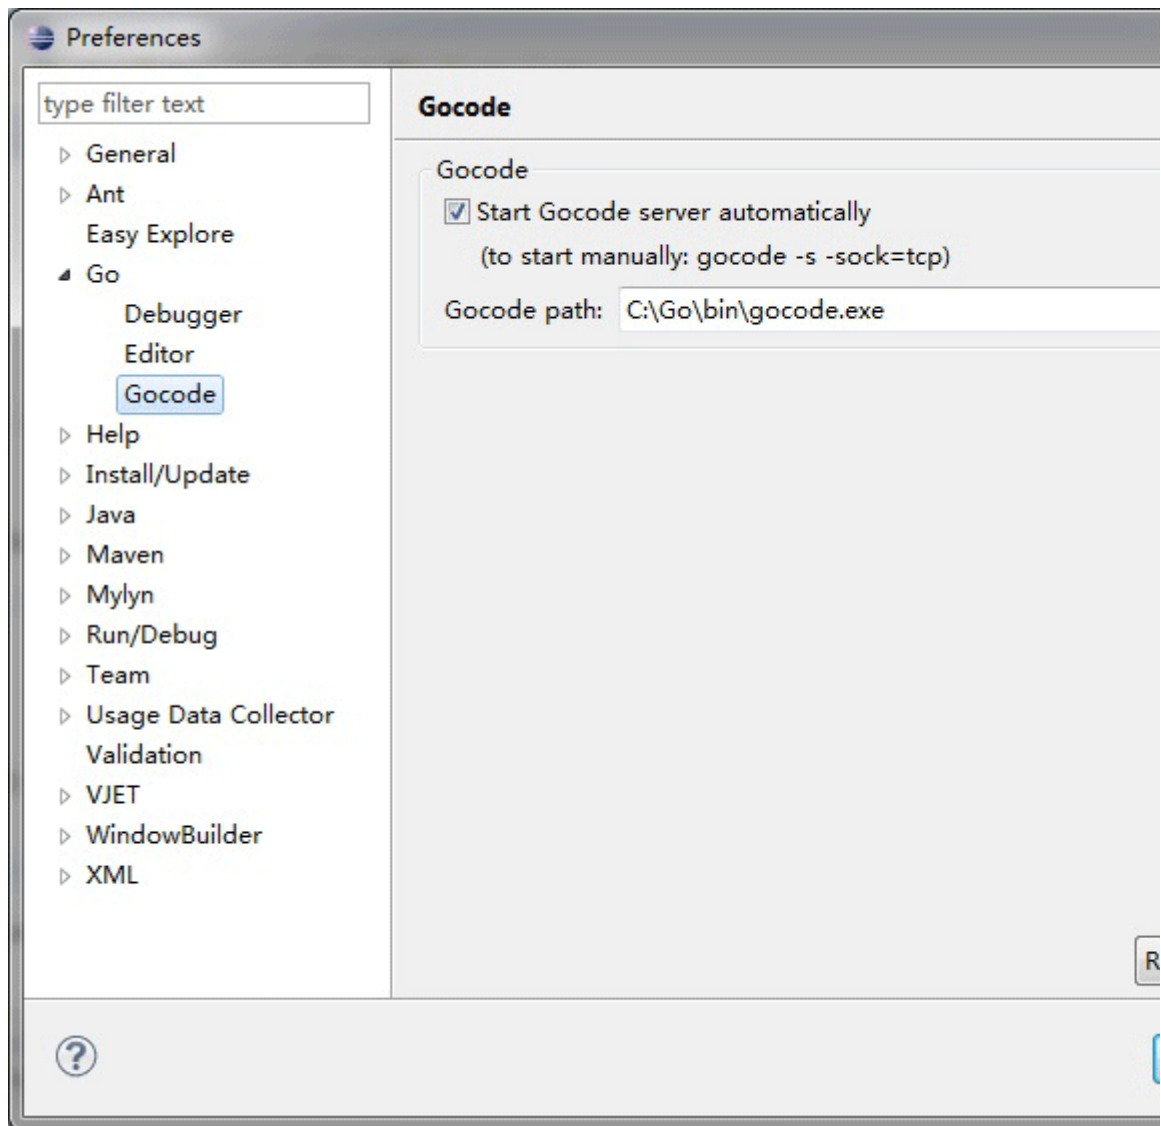 Preferences
type filter text
General
Ant
Easy Explore
Go
Debugger
Editor
Gocode
Help
Install/Update
Java
Maven
Mylyn
Run/Debug
Team
Usage Data Collector
Validation
VJET
WindowBuilder
XML
Gocode
Gocode
Start Gocode server automatically
(to start manually: gocode -s -sock=tcp)
Gocode path: C:\Go\bin\gocode.exe
R
?